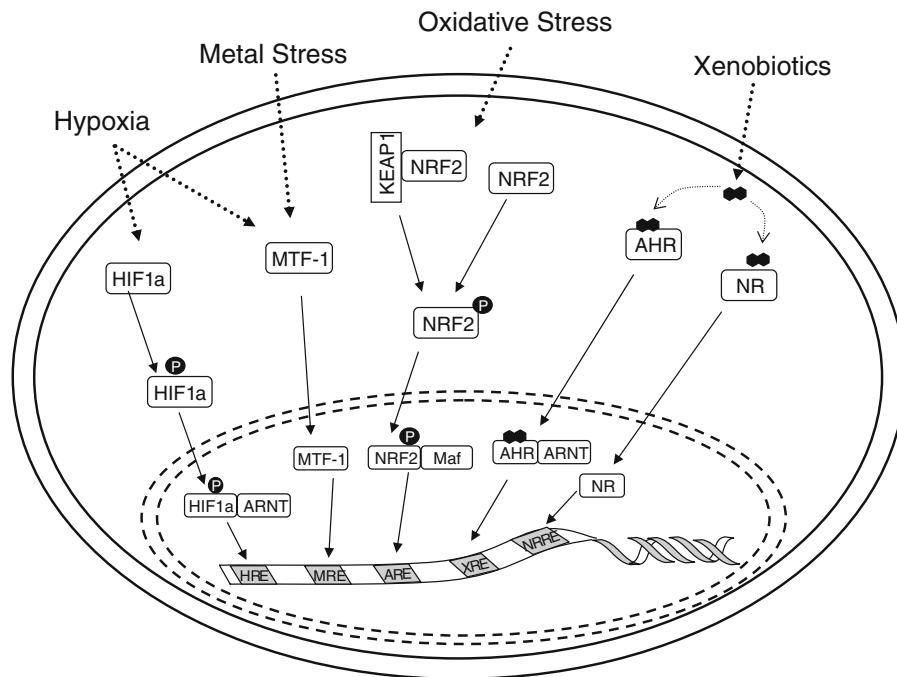 Oxidative Stress
Metal Stress
Xenobiotics
Hypoxia
KEAP1
NRF2
NRF2
AHR
MTF-1
HIF1a
NR
P
NRF2
P
HIF1a
P
NRF2 Maf
AHR ARNT
MTF-1
P
HIF1a ARNT
NR
HRE
MRE
ARE
XRE
NRRE